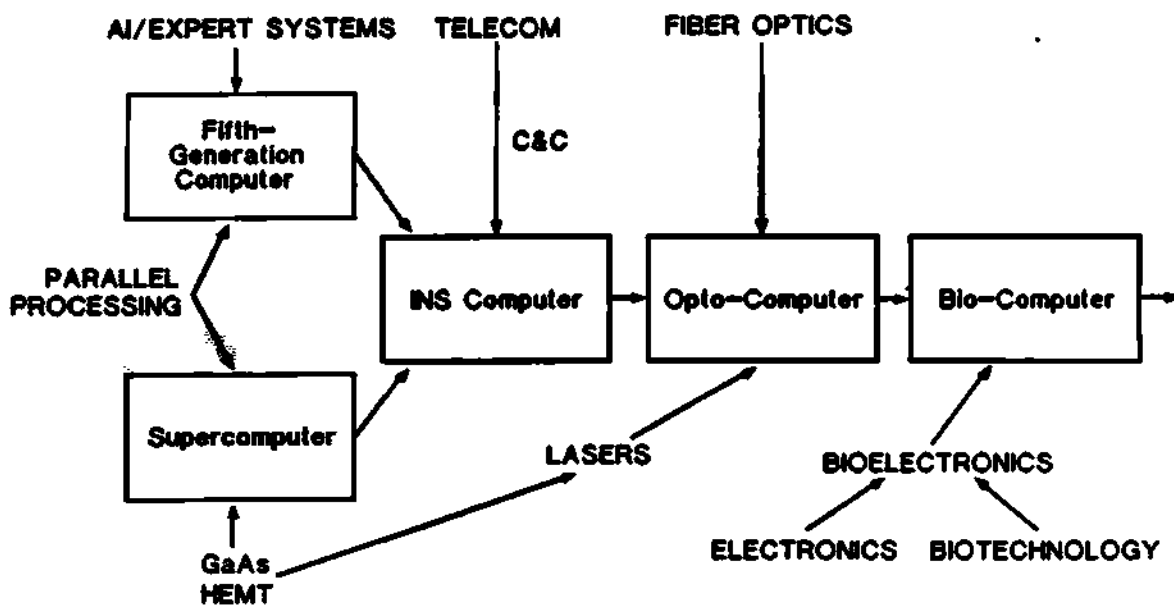 AI/EXPERT SYSTEMS
TELECOM
FIBER OPTICS
Fifth-
Generation
Computer
C&C
PARALLEL
PROCESSING
INS Computer
Opto-Computer
Bio-Computer
Supercomputer
LASERS
BIOELECTRONICS
GaAs
HEMT
ELECTRONICS
BIOTECHNOLOGY